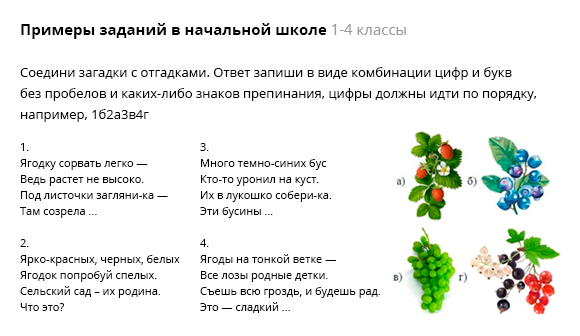 Примеры заданий в начальной школе 1-4 классы
Соедини загадки с отгадками. Ответ запиши в виде комбинации цифр и букв
без пробелов и каких-либо знаков препинания, цифры должны идти по порядку,
например, 1б2а3в4г
1.
Ягодку сорвать легко —
Ведь растет не высоко.
Под листочки загляни-ка —
Там созрела ...
2.
Ярко-красных, черных, белых
Ягодок попробуй спелых.
Сельский сад – их родина.
Что это?
3.
Много темно-синих бус
Кто-то уронил на куст.
Их в лукошко собери-ка.
Эти бусины ...
4.
Ягоды на тонкой ветке —
Все лозы родные детки.
Съешь всю гроздь, и будешь рад.
Это — сладкий ...
а) б)
в) г)